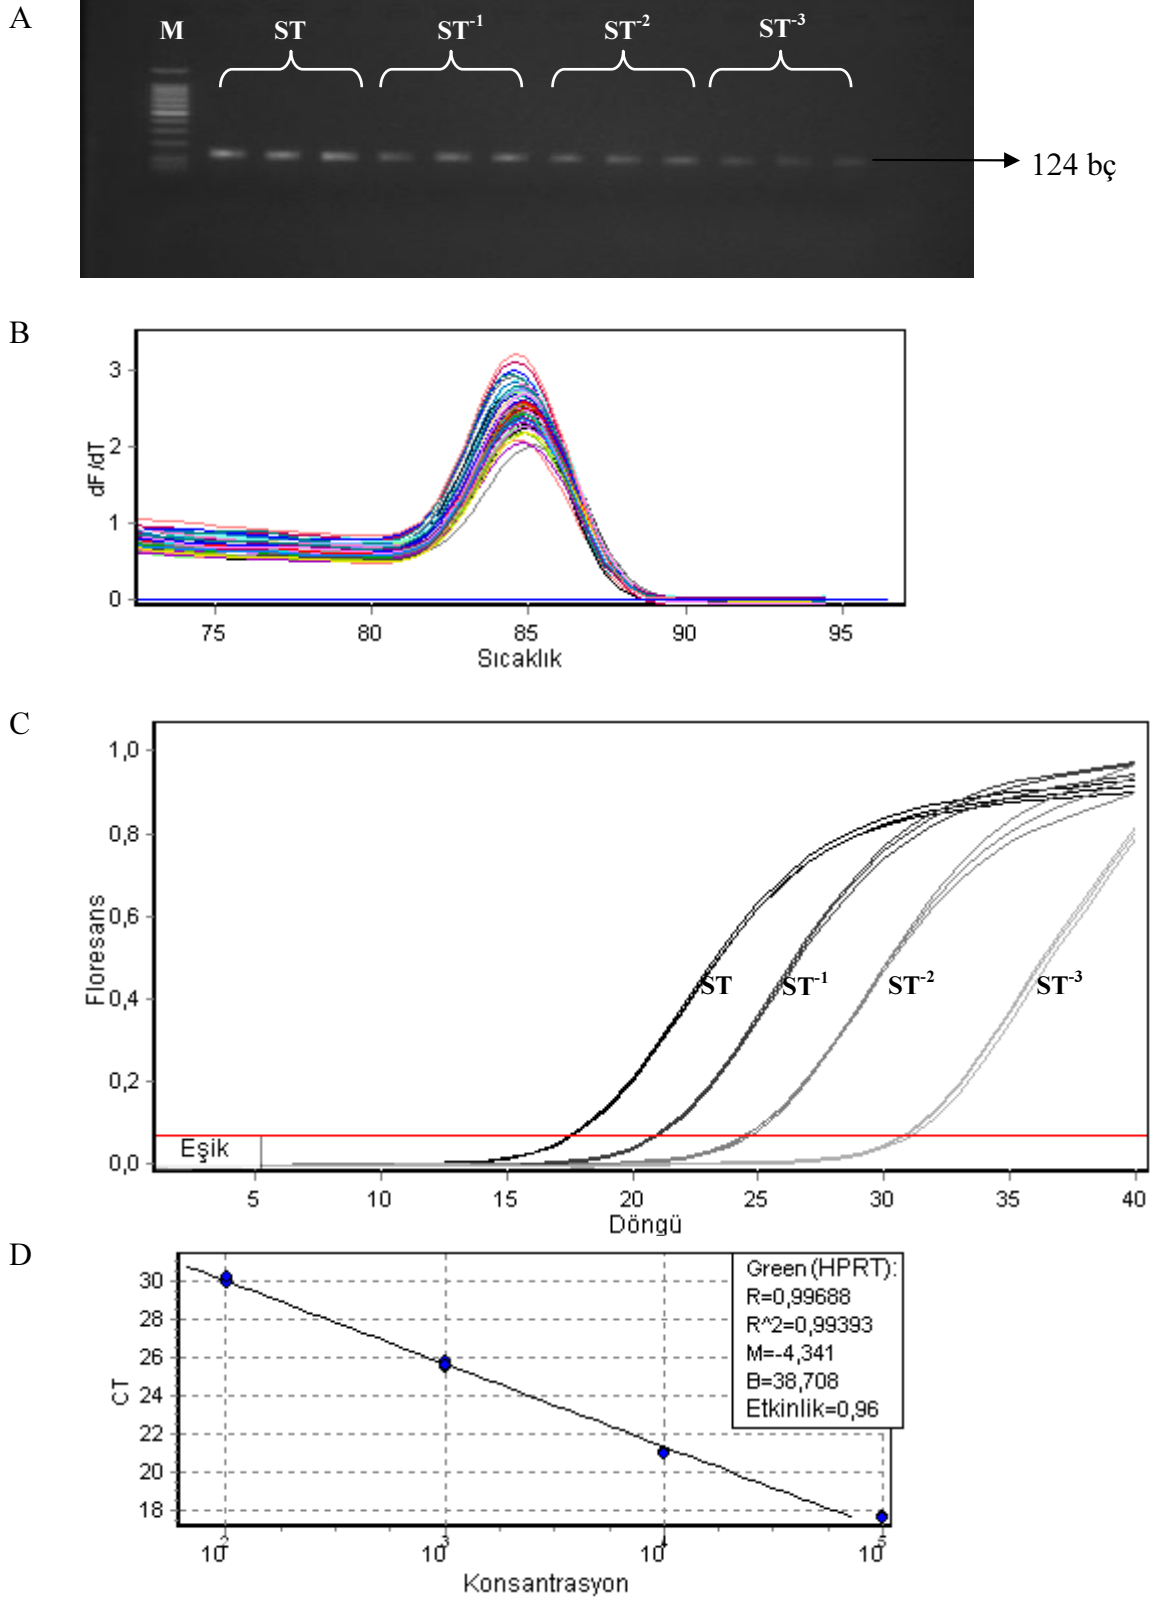 A
M ST ST-1 ST-2 ST-3
124 bç
B
3
2
1
0
dF/dT
75 80 85 90 95
Sıcaklık
C
1,0
0,8
0,6
0,4
0,2
0,0
Floresans
ST ST-1 ST-2 ST-3
Eşik
5 10 15 20 25 30 35 40
Döngü
D
30
28
26
24
22
20
18
CT
Green (HPRT):
R=0,99688
R^2=0,99393
M=-4,341
B=38,708
Etkinlik=0,96
10^2 10^3 10^4 10^5
Konsantrasyon